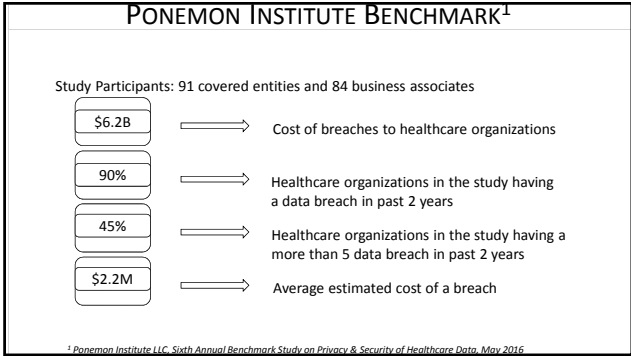 PONEMON INSTITUTE BENCHMARK¹
Study Participants: 91 covered entities and 84 business associates
$6.2B
Cost of breaches to healthcare organizations
90%
Healthcare organizations in the study having
a data breach in past 2 years
45%
Healthcare organizations in the study having a
more than 5 data breach in past 2 years
$2.2M
Average estimated cost of a breach
¹ Ponemon Institute LLC, Sixth Annual Benchmark Study on Privacy & Security of Healthcare Data, May 2016